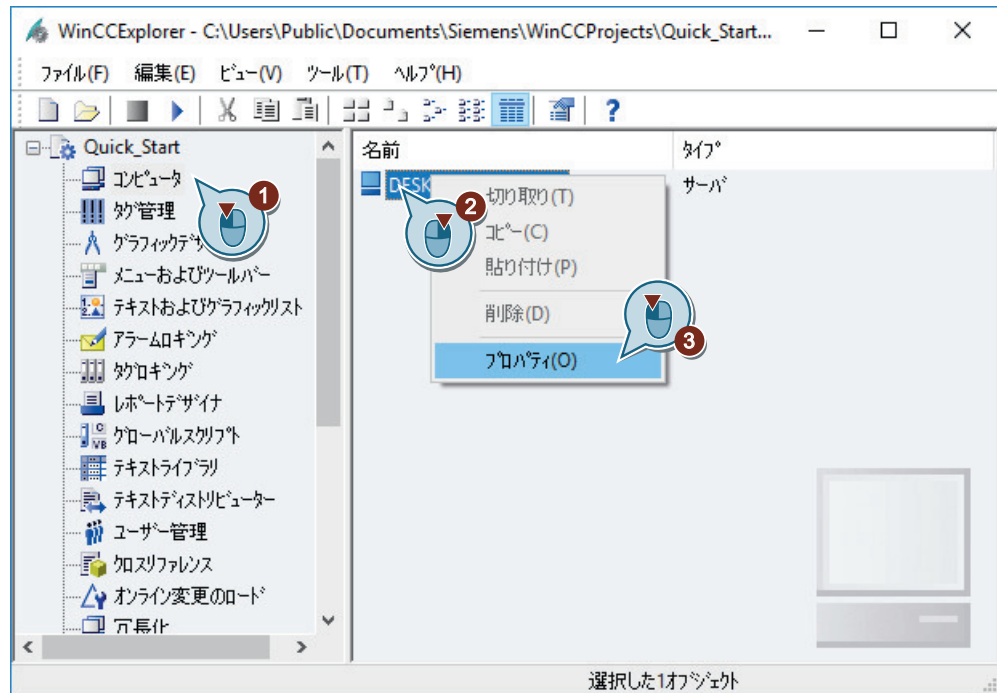 WinCCExplorer - C:\Users\Public\Documents\Siemens\WinCCProjects\Quick_Start...
ファイル(F) 編集(E) ビュー(V) ツール(T) ヘルプ(H)
Quick_Start
コンピュータ
タグ管理
グラフィックデザ
メニューおよびツールバー
テキストおよびグラフィックリスト
アラームロギング
タグロギング
レポートデザイナ
グローバルスクリプト
テキストライブラリ
テキストディストリビューター
ユーザー管理
クロスリファレンス
オンライン変更のロード
冗長化
名前 タイプ
DESK サーバ
切り取り(T)
コピー(C)
貼り付け(P)
削除(D)
プロパティ(O)
1
2
3
選択した1オブジェクト